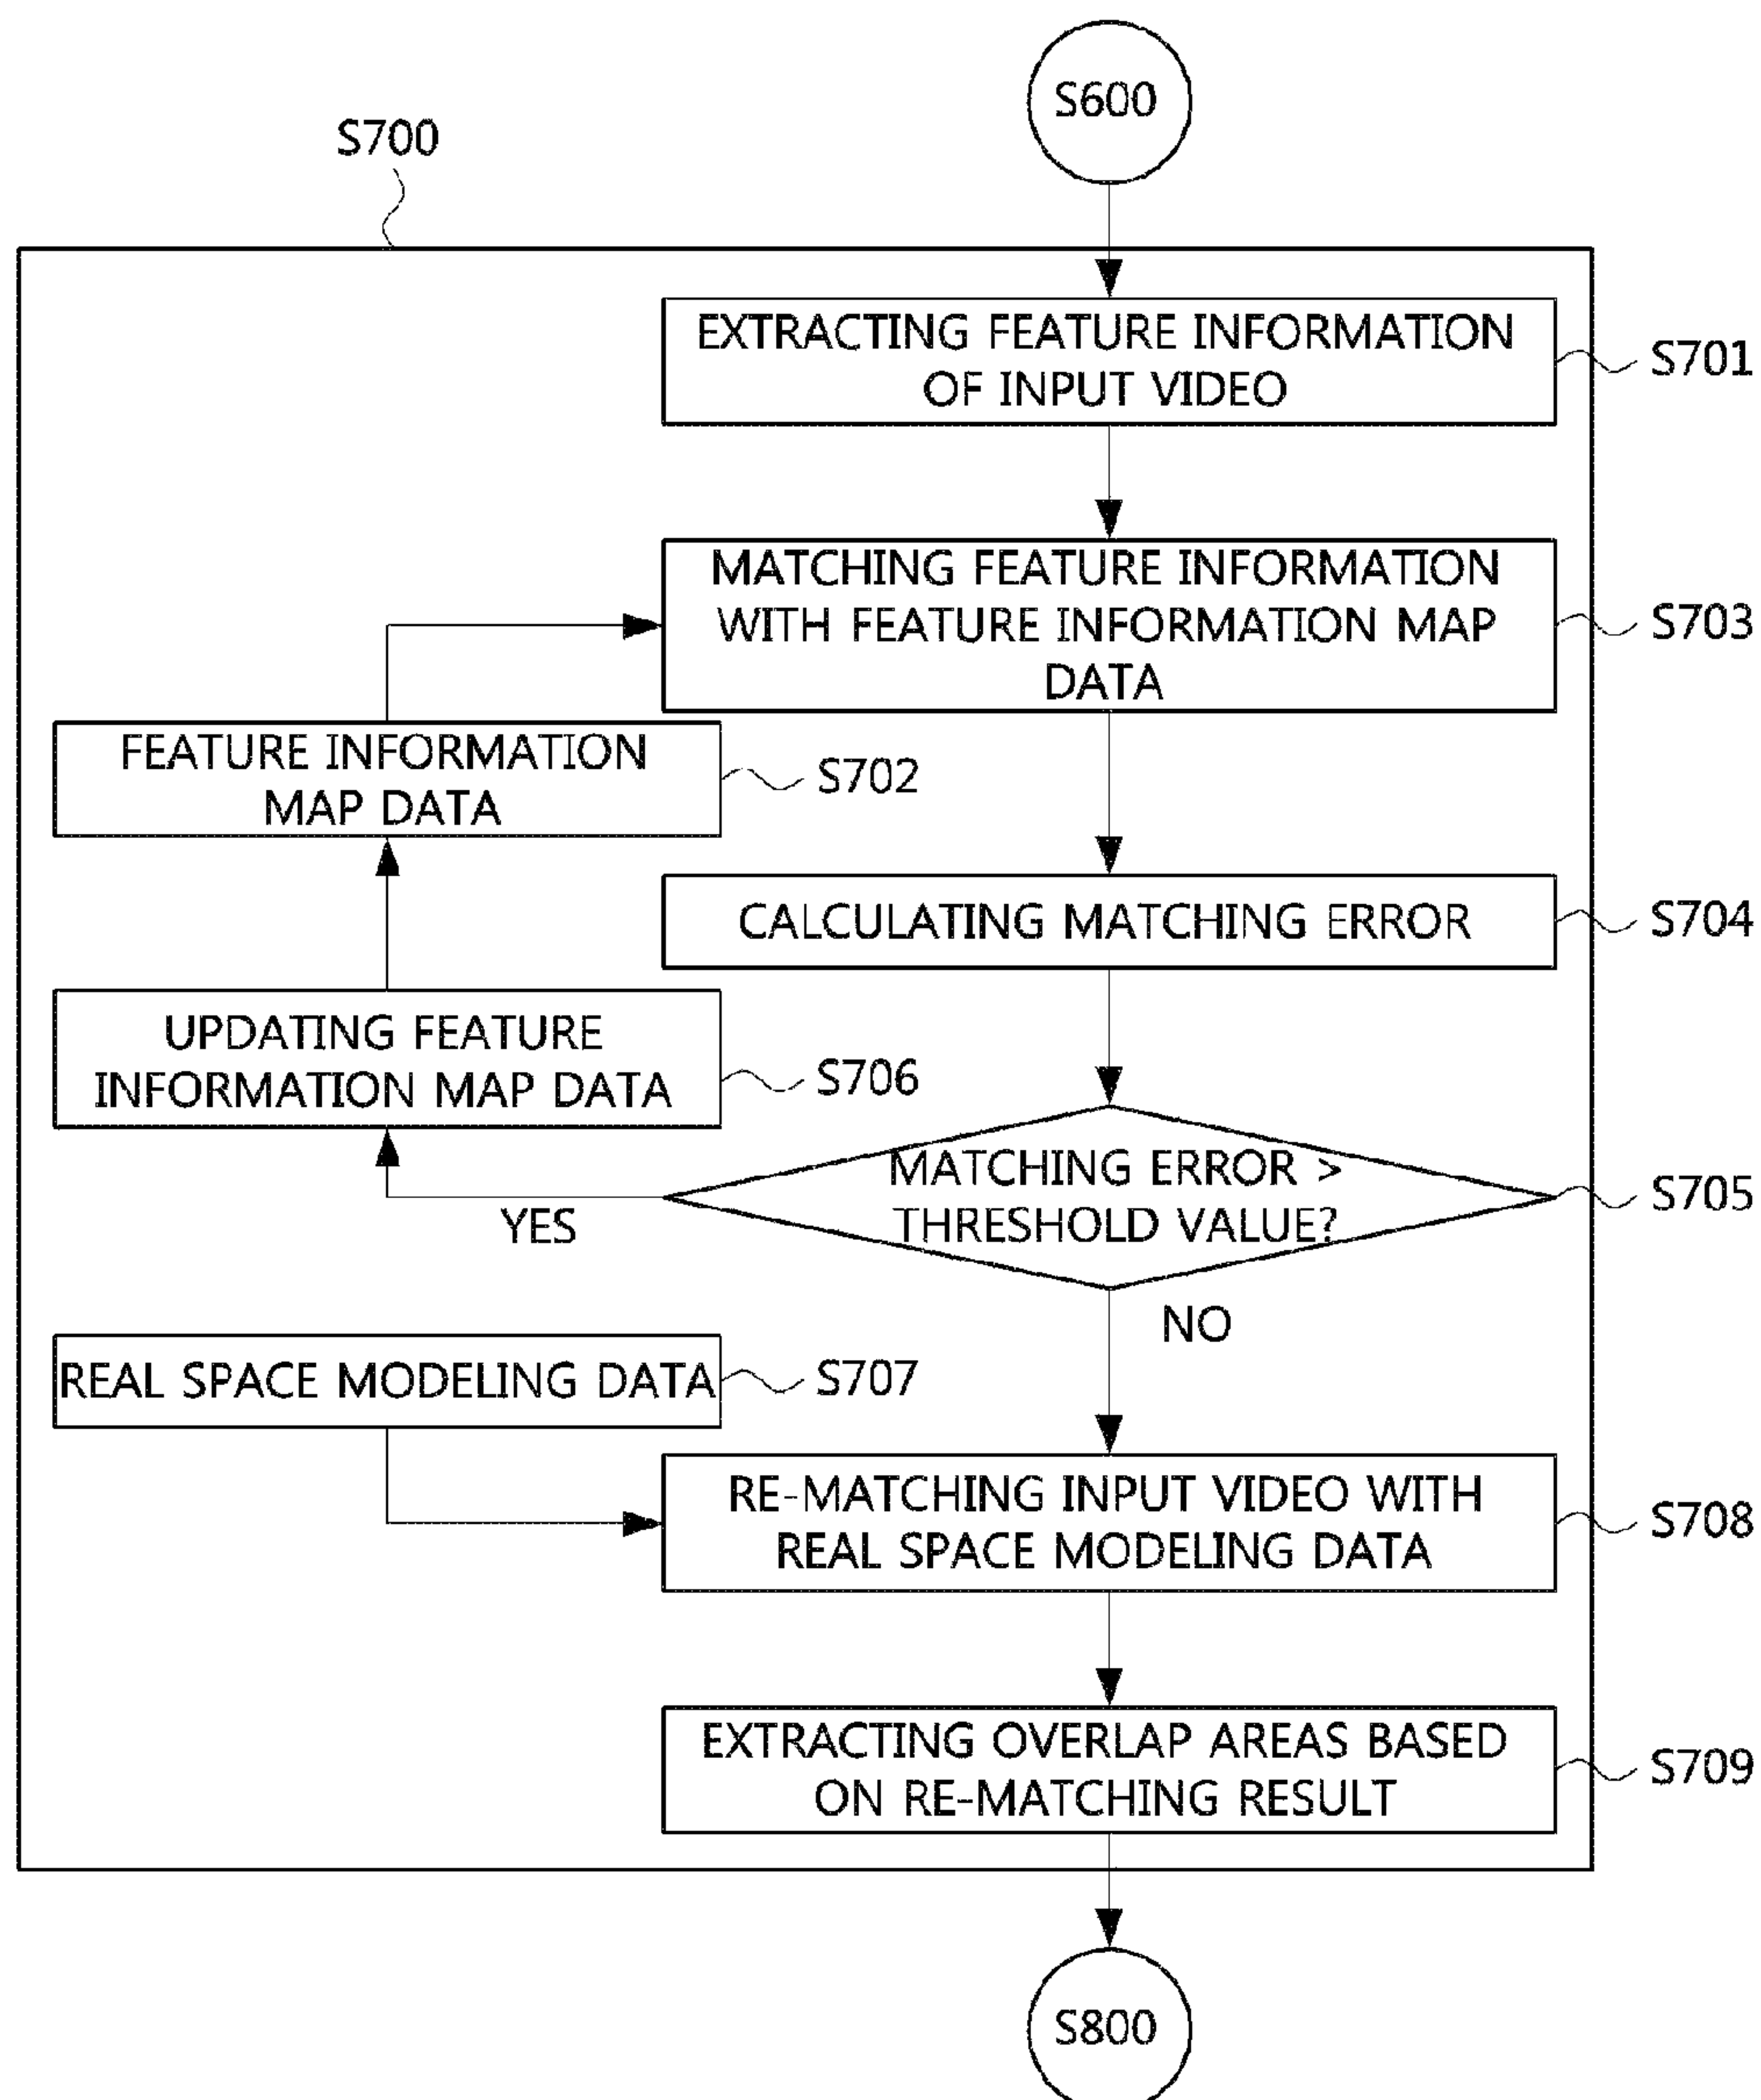 S600
S700
EXTRACTING FEATURE INFORMATION
OF INPUT VIDEO
S701
MATCHING FEATURE INFORMATION
WITH FEATURE INFORMATION MAP
DATA
S703
FEATURE INFORMATION
MAP DATA
S702
CALCULATING MATCHING ERROR
S704
UPDATING FEATURE
INFORMATION MAP DATA
S706
MATCHING ERROR >
THRESHOLD VALUE?
S705
YES
NO
REAL SPACE MODELING DATA
S707
RE-MATCHING INPUT VIDEO WITH
REAL SPACE MODELING DATA
S708
EXTRACTING OVERLAP AREAS BASED
ON RE-MATCHING RESULT
S709
S800